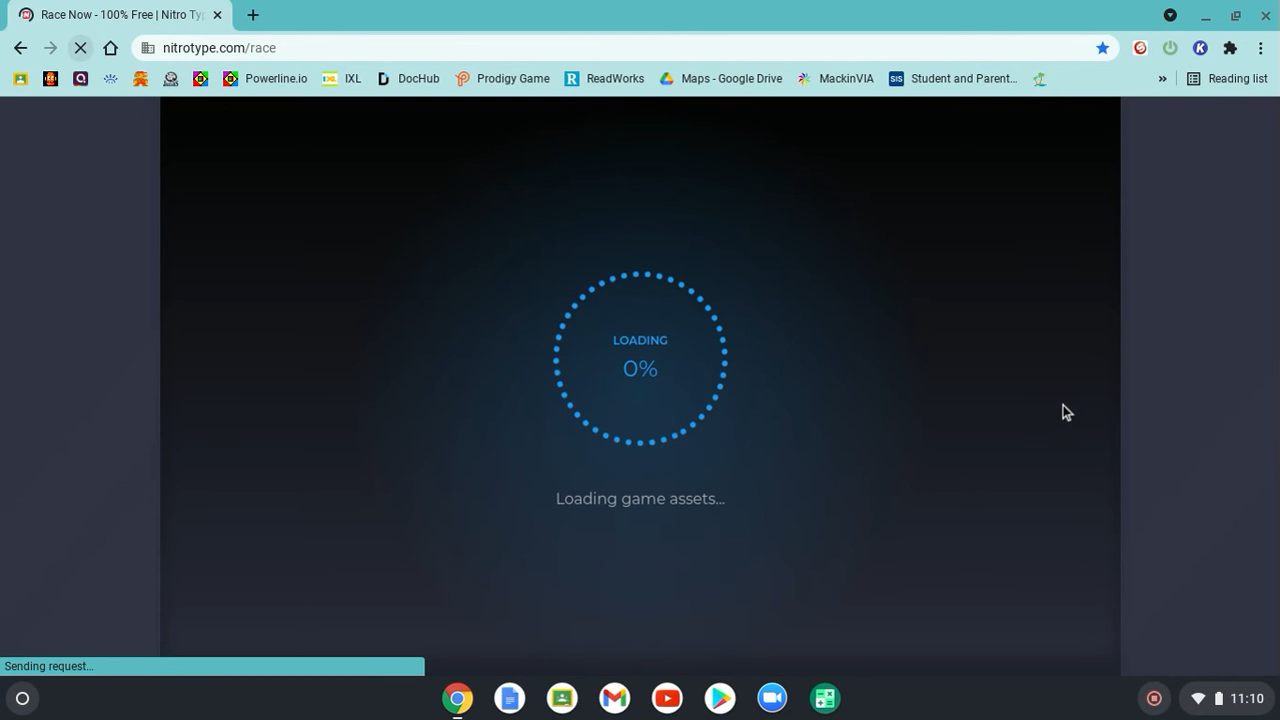 Race Now - 100% Free | Nitro Ty
nitrotype.com/race
Powerline.io
IXL
DocHub
Prodigy Game
ReadWorks
Maps - Google Drive
MackinVIA
SIS
Student and Parent...
»
Reading list
LOADING
0%
Loading game assets...
Sending request...
11:10